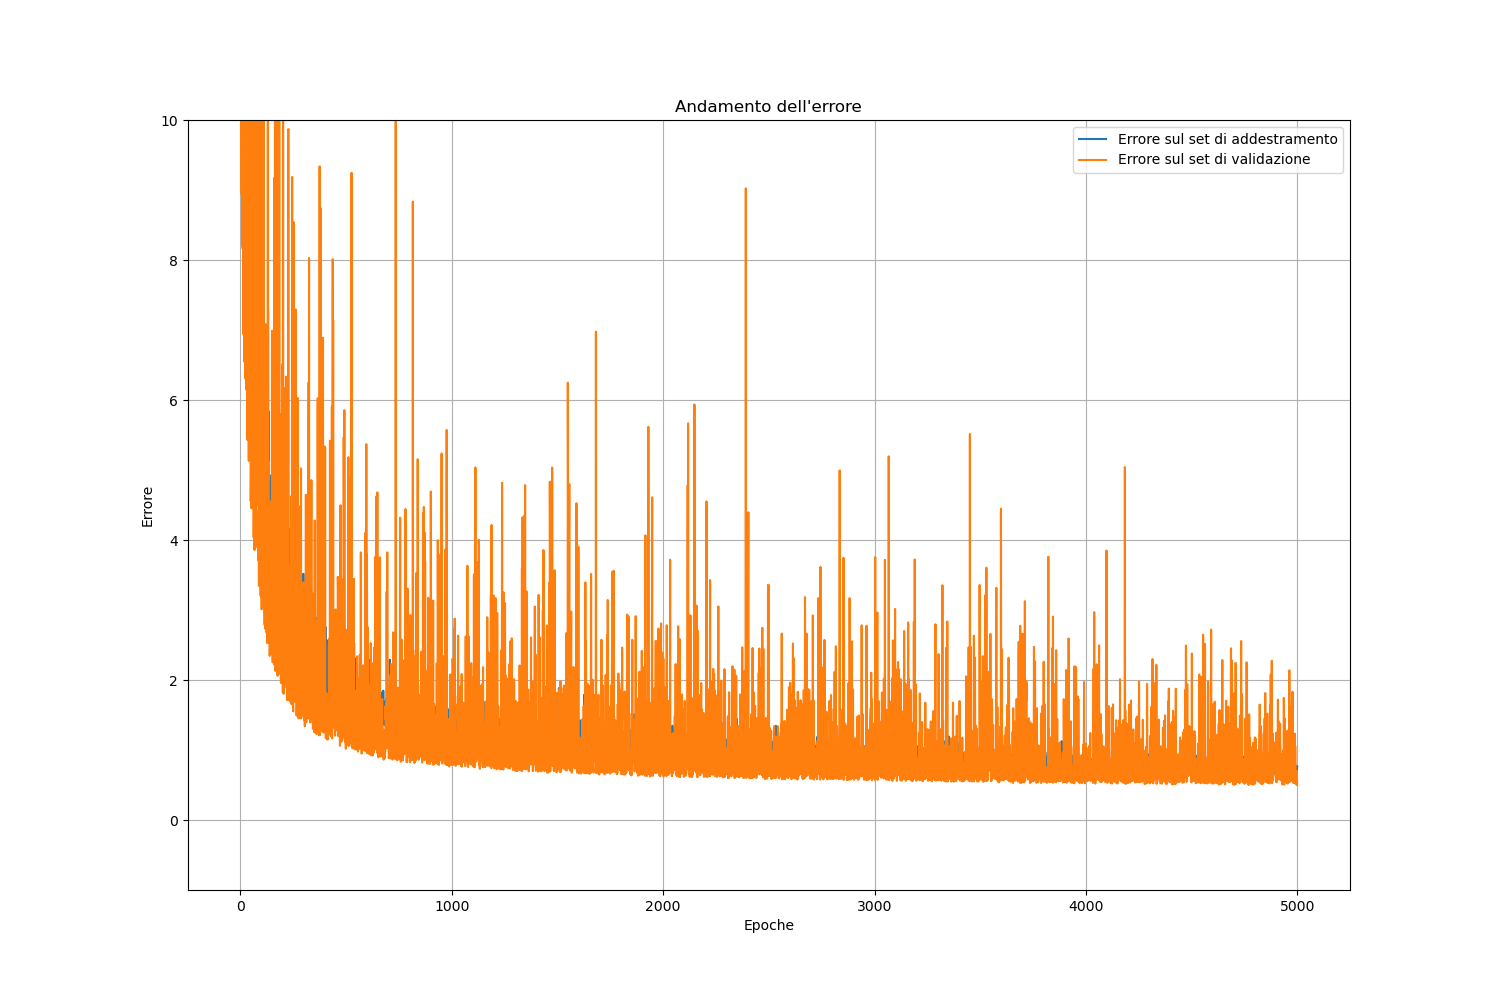 Andamento dell'errore
Errore sul set di addestramento
Errore sul set di validazione
10
8
6
4
2
0
Errore
0 1000 2000 3000 4000 5000
Epoche